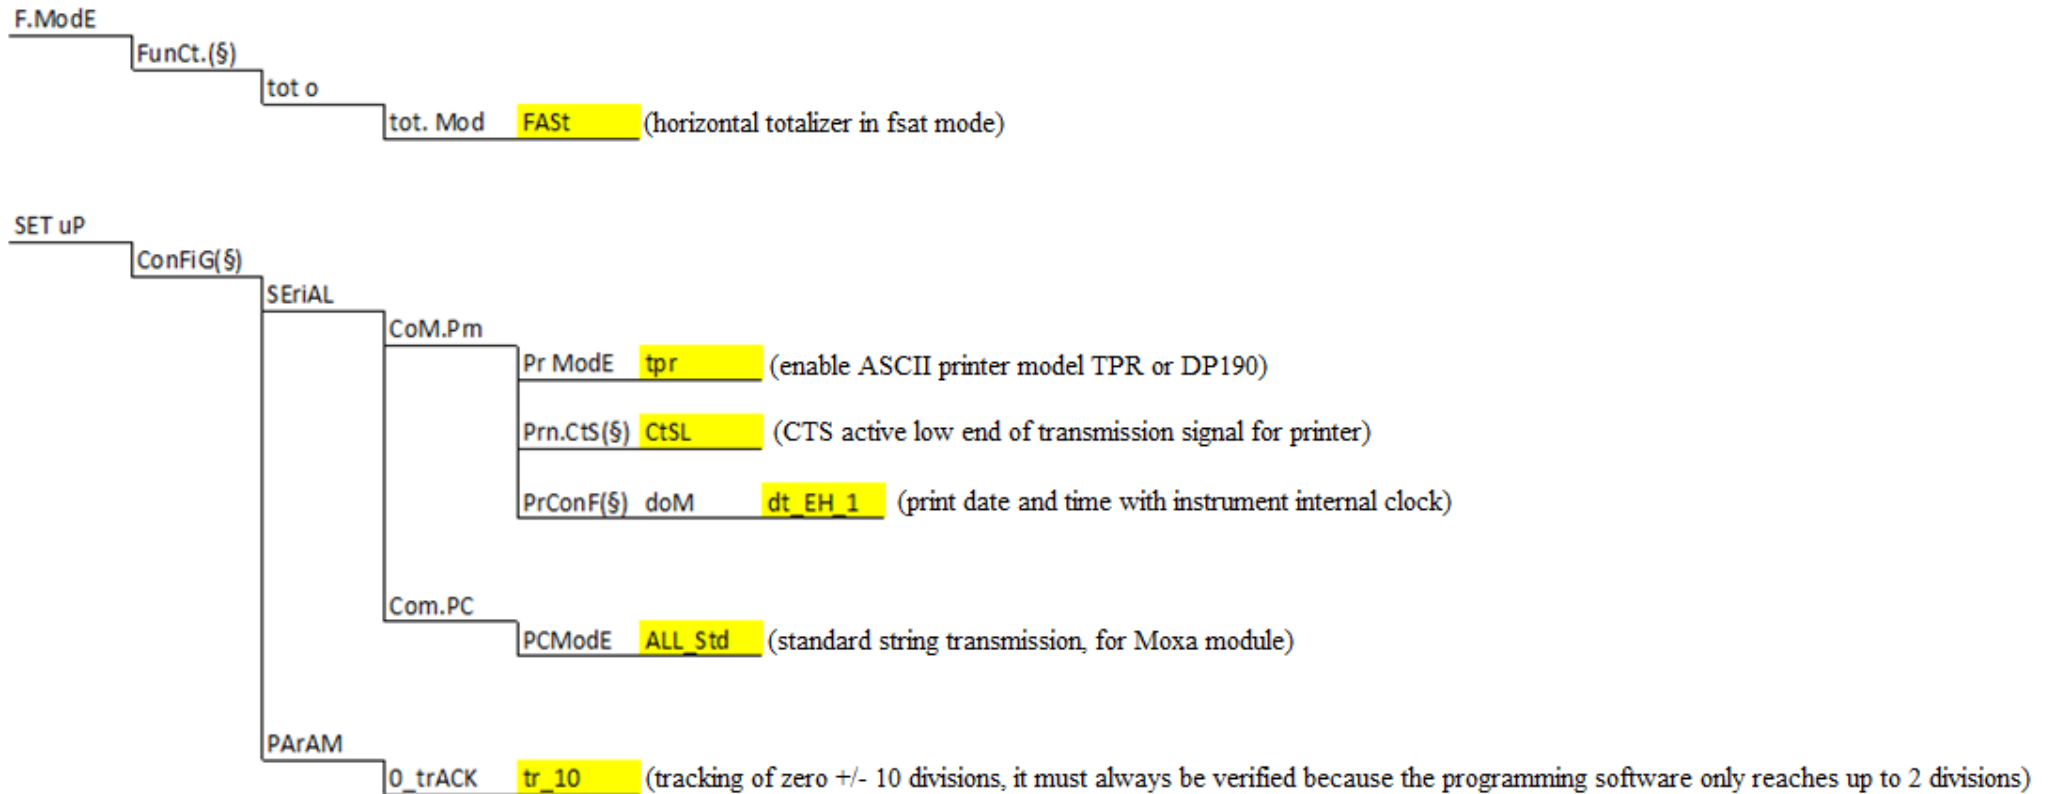 F.ModE
FunCt.(§)
tot o
tot. Mod FASt (horizontal totalizer in fsat mode)
SET uP
ConFiG(§)
SEriAL
CoM.Pm
Pr ModE tpr (enable ASCII printer model TPR or DP190)
Prn.CtS(§) CtSL (CTS active low end of transmission signal for printer)
PrConF(§) doM dt_EH_1 (print date and time with instrument internal clock)
Com.PC
PCModE ALL_Std (standard string transmission, for Moxa module)
PArAM
0_trACK tr_10 (tracking of zero +/- 10 divisions, it must always be verified because the programming software only reaches up to 2 divisions)